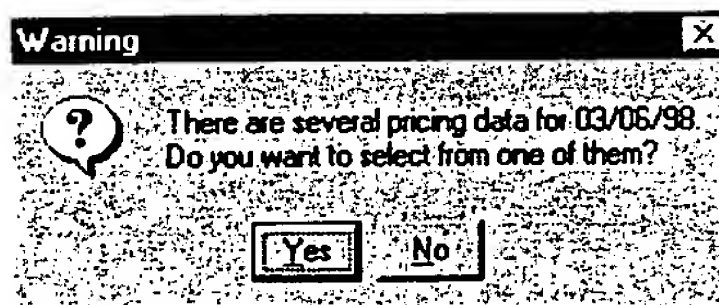 Warning
There are several pricing data for 03/06/98.
Do you want to select from one of them?
Yes No